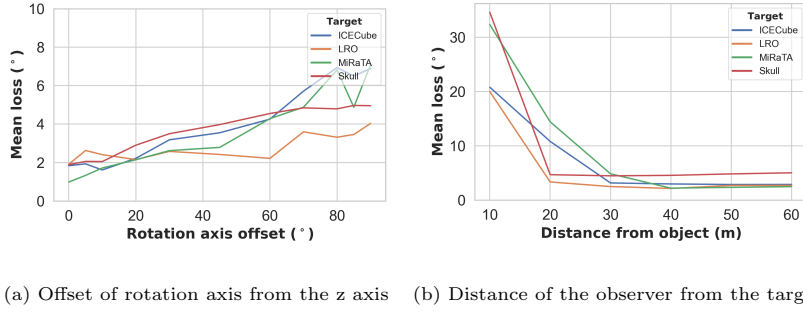 10
8
6
4
2
0
Mean loss (°)
0 20 40 60 80
Rotation axis offset (°)
Target
ICECube
LRO
MiRaTA
Skull
30
20
10
0
Mean loss (°)
10 20 30 40 50 60
Distance from object (m)
Target
ICECube
LRO
MiRaTA
Skull
(a) Offset of rotation axis from the z axis
(b) Distance of the observer from the targ